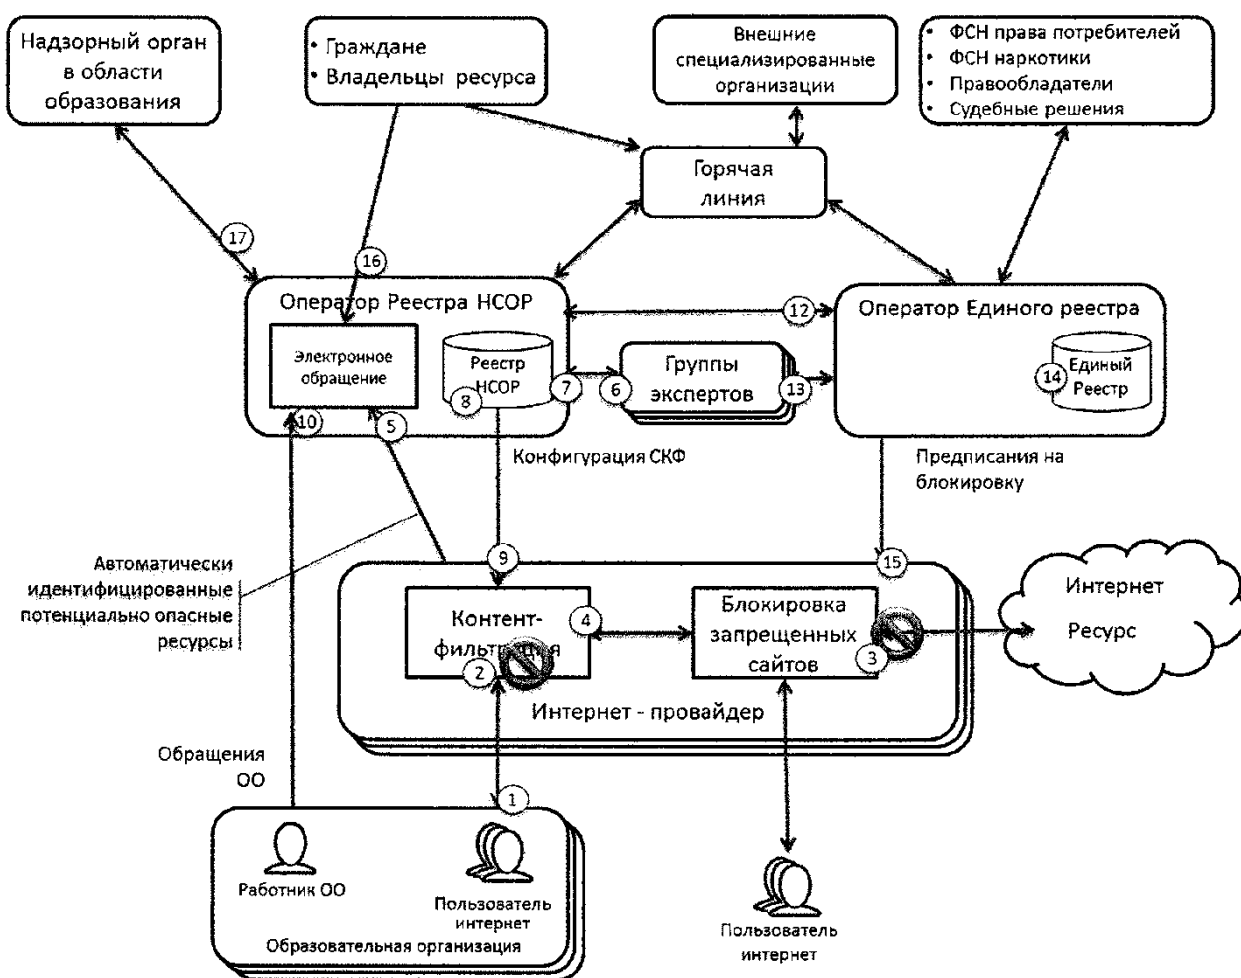 Надзорный орган
в области
образования
• Граждане
• Владельцы ресурса
Внешние
специализированные
организации
• ФСН права потребителей
• ФСН наркотики
• Правообладатели
• Судебные решения
Горячая
линия
17
16
Оператор Реестра НСОР
Электронное
обращение
Реестр
НСОР
8
7
10
5
12
Группы
экспертов
6
13
Оператор Единого реестра
14
Единый
Реестр
Конфигурация СКФ
Предписания на
блокировку
Автоматически
идентифицированные
потенциально опасные
ресурсы
9
15
Контент-
фильтрация
2
4
Блокировка
запрещенных
сайтов
3
Интернет
Ресурс
Интернет - провайдер
Обращения
ОО
1
Работник ОО
Пользователь
интернет
Образовательная организация
Пользователь
интернет